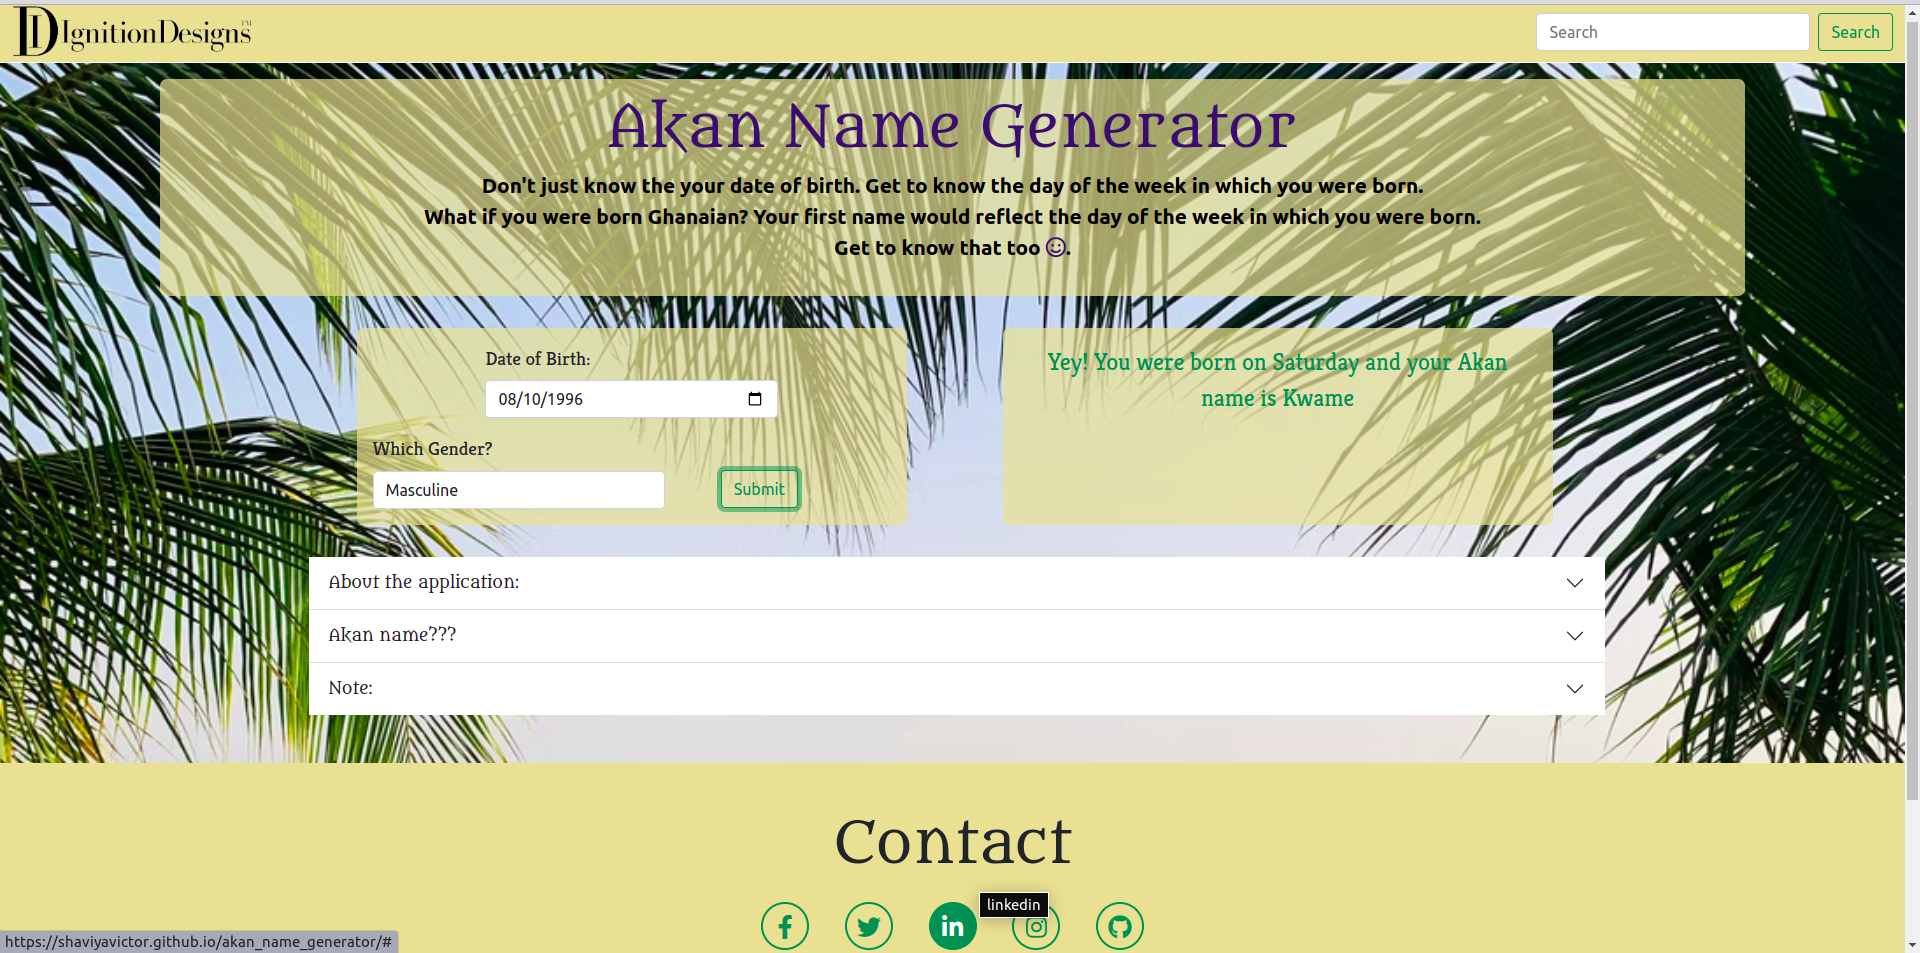 IgnitionDesigns™
Search
Search
Akan Name Generator
Don't just know the your date of birth. Get to know the day of the week in which you were born.
What if you were born Ghanaian? Your first name would reflect the day of the week in which you were born.
Get to know that too ☺.
Date of Birth:
08/10/1996
Which Gender?
Masculine
Submit
Yey! You were born on Saturday and your Akan
name is Kwame
About the application:
Akan name???
Note:
Contact
linkedin
in
https://shaviyavictor.github.io/akan_name_generator/#